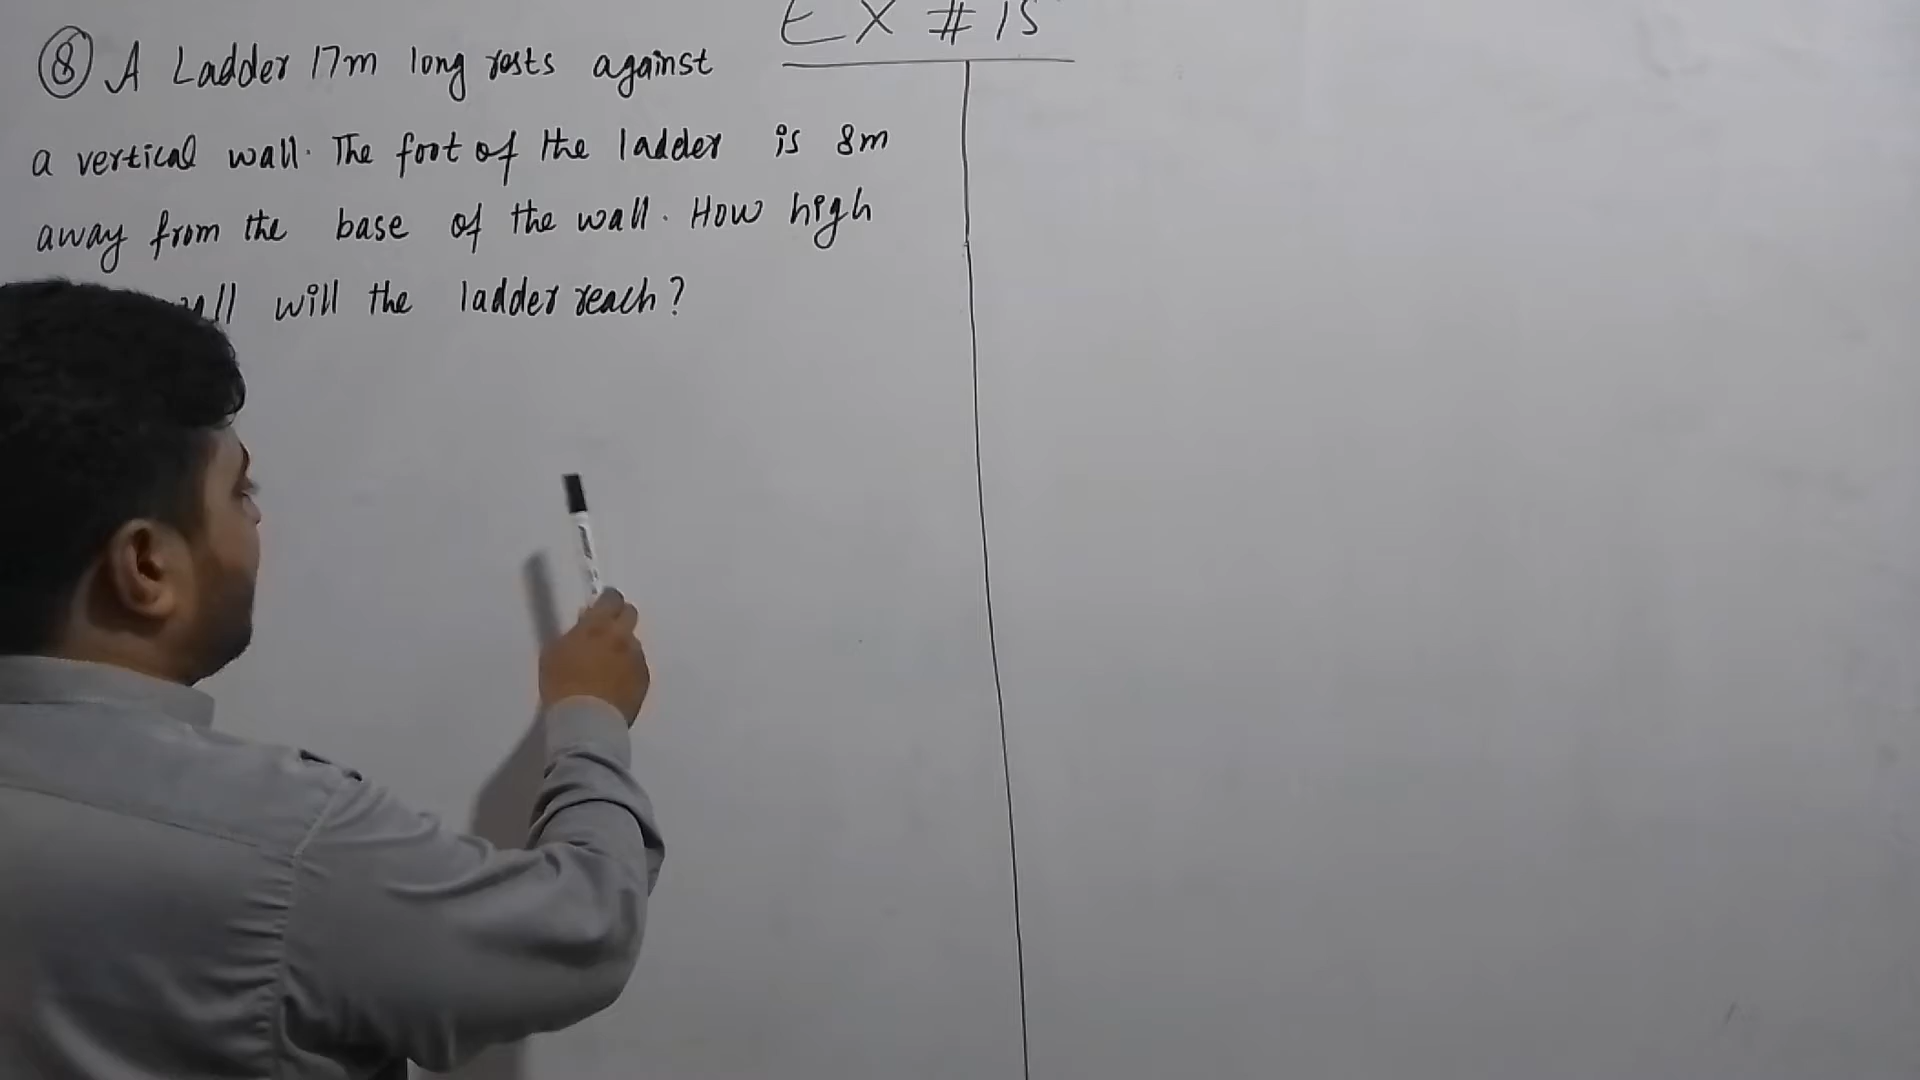 Ex # 15
⑧ A Ladder 17m long rests against
a vertical wall. The foot of the ladder is 8m
away from the base of the wall. How high
will the ladder reach?